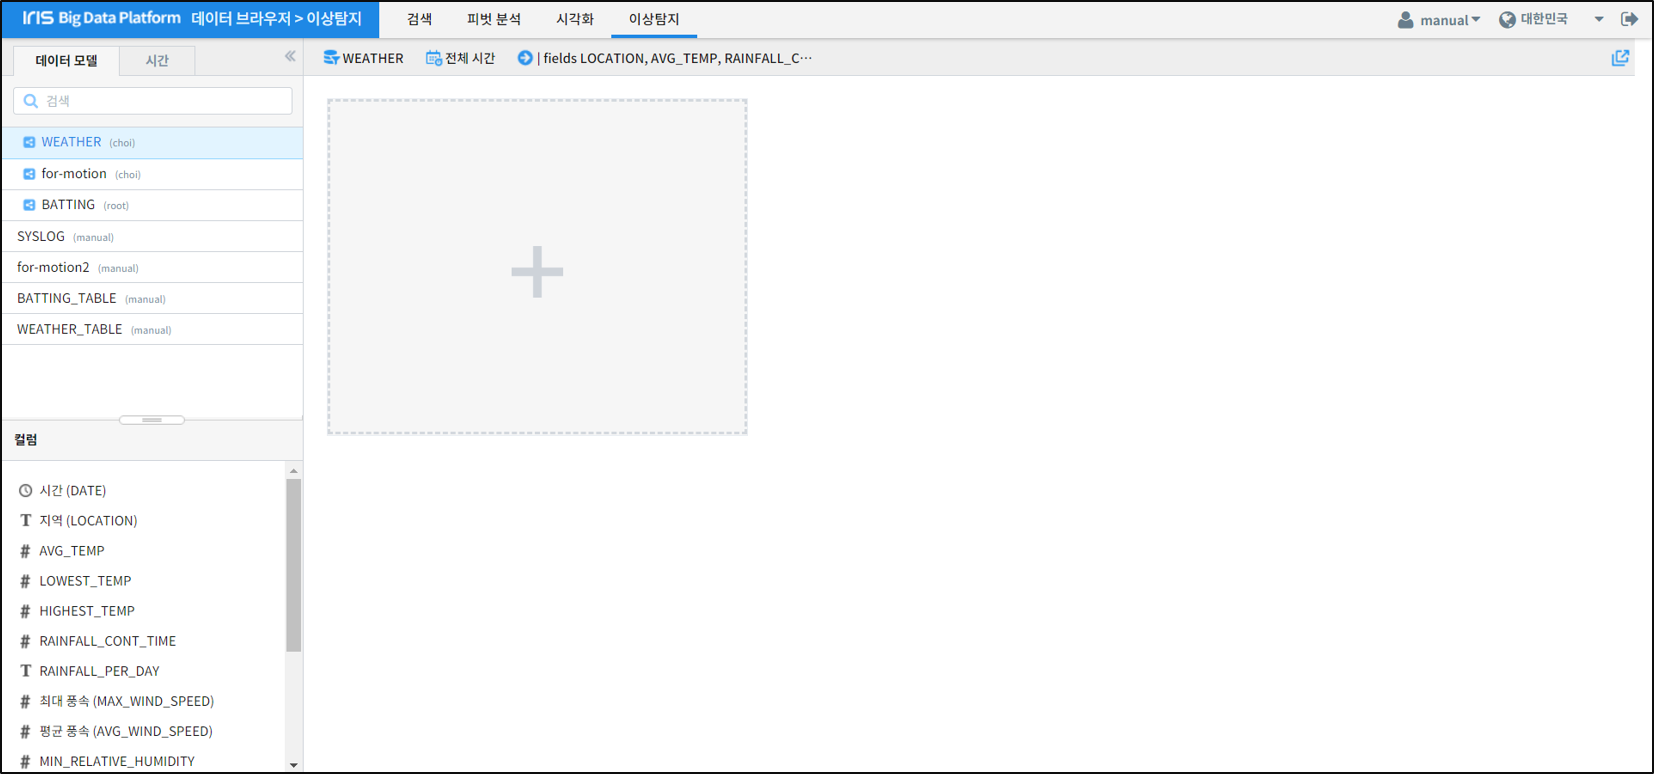 IRIS Big Data Platform 데이터 브라우저 > 이상탐지
검색 피벗 분석 시각화 이상탐지
manual 대한민국
데이터 모델 시간
검색
WEATHER (choi)
for-motion (choi)
BATTING (root)
SYSLOG (manual)
for-motion2 (manual)
BATTING_TABLE (manual)
WEATHER_TABLE (manual)
컬럼
시간 (DATE)
T 지역 (LOCATION)
# AVG_TEMP
# LOWEST_TEMP
# HIGHEST_TEMP
# RAINFALL_CONT_TIME
T RAINFALL_PER_DAY
# 최대 풍속 (MAX_WIND_SPEED)
# 평균 풍속 (AVG_WIND_SPEED)
# MIN_RELATIVE_HUMIDITY
WEATHER 전체 시간 | fields LOCATION, AVG_TEMP, RAINFALL_C···